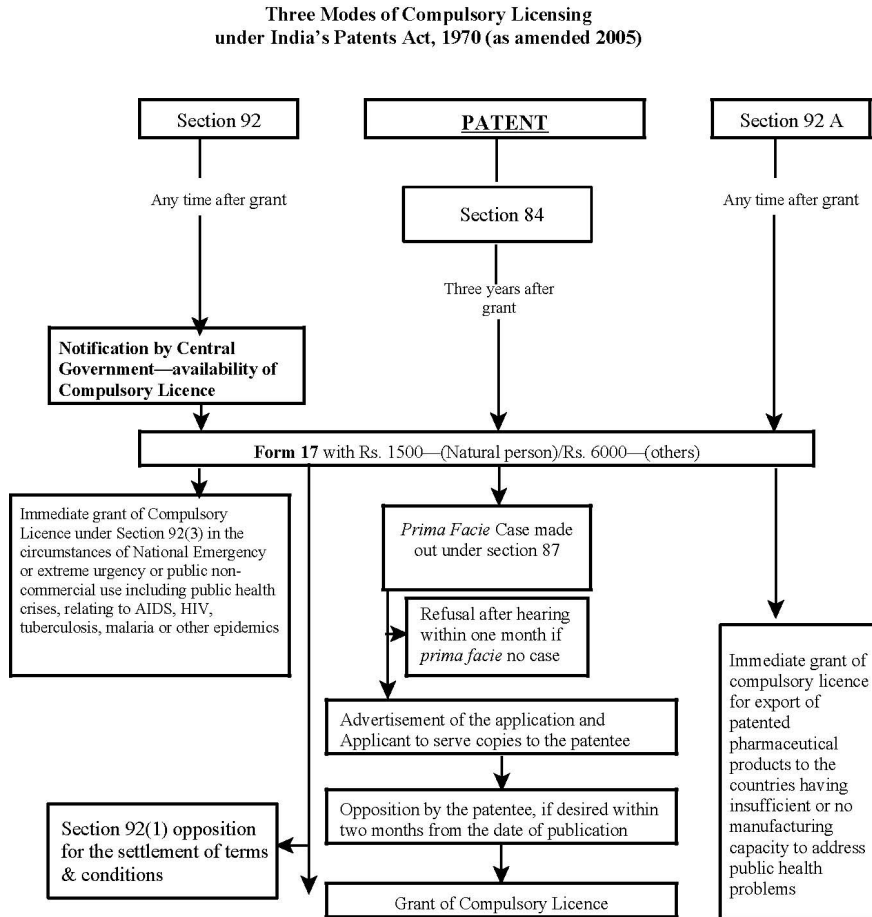 Three Modes of Compulsory Licensing
under India's Patents Act, 1970 (as amended 2005)
Section 92
PATENT
Section 92 A
Any time after grant
Section 84
Any time after grant
Three years after
grant
Notification by Central
Government—availability of
Compulsory Licence
Form 17 with Rs. 1500—(Natural person)/Rs. 6000—(others)
Immediate grant of Compulsory
Licence under Section 92(3) in the
circumstances of National Emergency
or extreme urgency or public non-
commercial use including public health
crises, relating to AIDS, HIV,
tuberculosis, malaria or other epidemics
Prima Facie Case made
out under section 87
Refusal after hearing
within one month if
prima facie no case
Advertisement of the application and
Applicant to serve copies to the patentee
Opposition by the patentee, if desired within
two months from the date of publication
Section 92(1) opposition
for the settlement of terms
& conditions
Grant of Compulsory Licence
Immediate grant of
compulsory licence
for export of
patented
pharmaceutical
products to the
countries having
insufficient or no
manufacturing
capacity to address
public health
problems